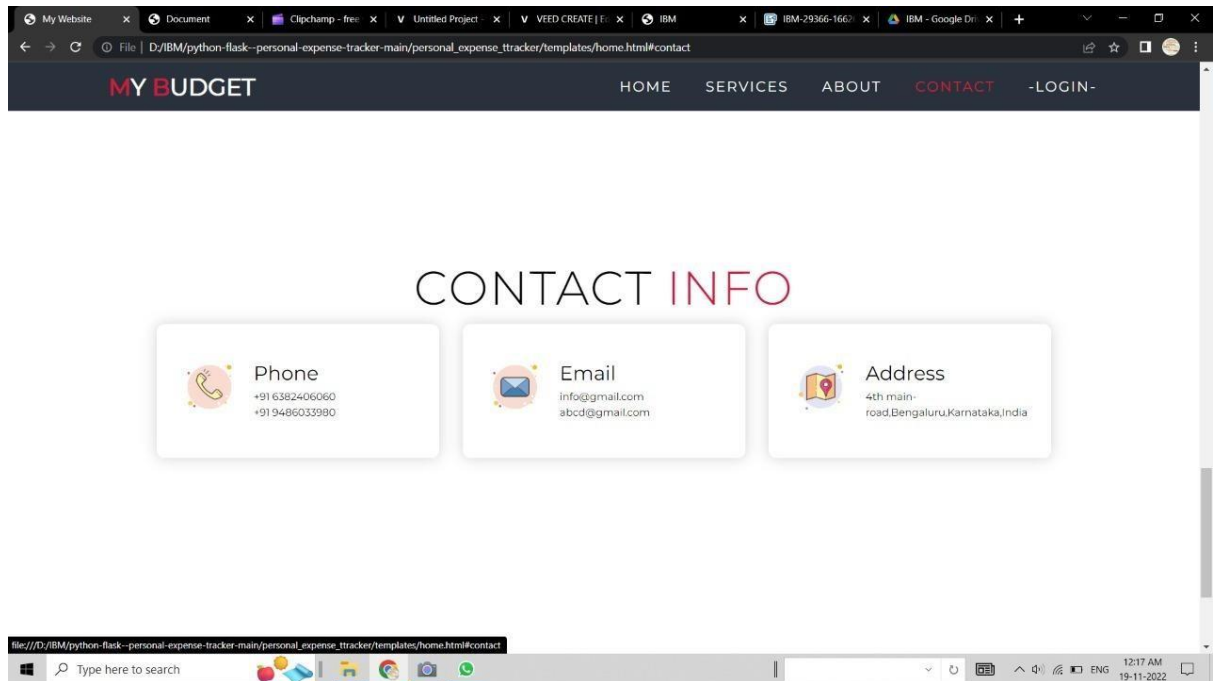 My Website
Document
Clipchamp - free
Untitled Project -
VEED CREATE | Ec
IBM
IBM-29366-1662
IBM - Google Dri
File | D:/IBM/python-flask--personal-expense-tracker-main/personal_expense_ttracker/templates/home.html#contact
MY BUDGET
HOME SERVICES ABOUT CONTACT -LOGIN-
CONTACT INFO
Phone
+91 6382406060
+91 9486033980
Email
info@gmail.com
abcd@gmail.com
Address
4th main-
road,Bengaluru,Karnataka,India
file:///D:/IBM/python-flask--personal-expense-tracker-main/personal_expense_ttracker/templates/home.html#contact
Type here to search
ENG
12:17 AM
19-11-2022